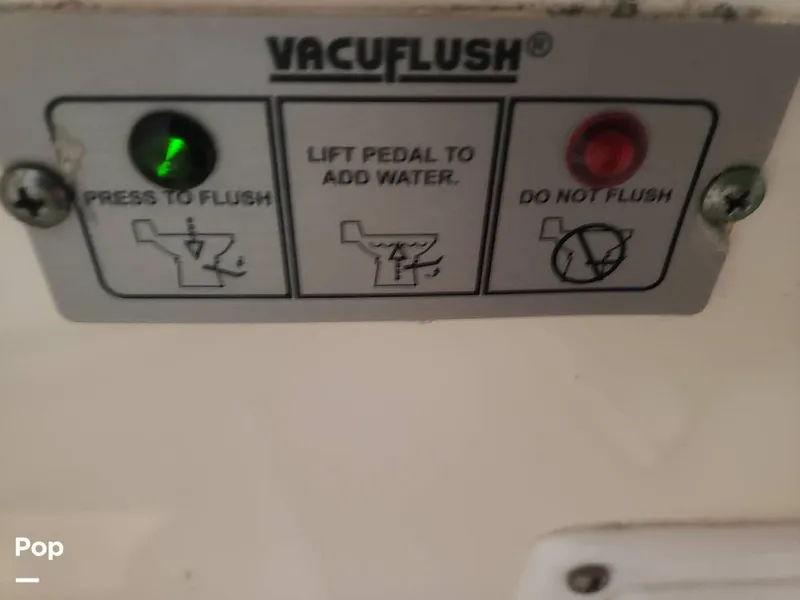 VACUFLUSH®
PRESS TO FLUSH
LIFT PEDAL TO
ADD WATER.
DO NOT FLUSH
Pop